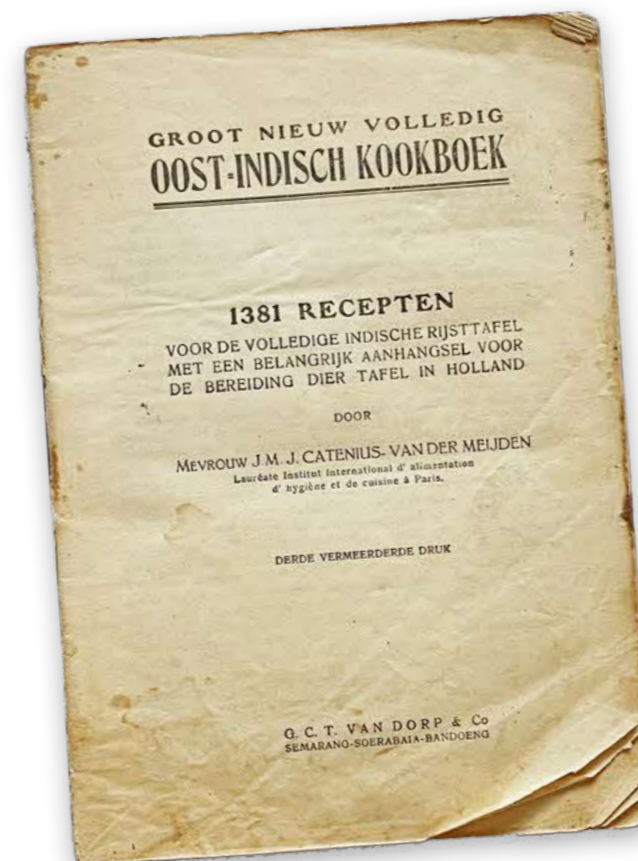 GROOT NIEUW VOLLEDIG
OOST-INDISCH KOOKBOEK
1381 RECEPTEN
VOOR DE VOLLEDIGE INDISCHE RIJSTTAFEL
MET EEN BELANGRIJK AANHANGSEL VOOR
DE BEREIDING DIER TAFEL IN HOLLAND
DOOR
MEVROUW J. M. J. CATENIUS-VAN DER MEIJDEN
Lauréate Institut International d' alimentation
d' hygiène et de cuisine à Paris.
DERDE VERMEERDERDE DRUK
G. C. T. VAN DORP & Co
SEMARANG-SOERABAIA-BANDOENG